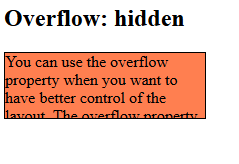 Overflow: hidden
You can use the overflow
property when you want to
have better control of the
layout. The overflow property